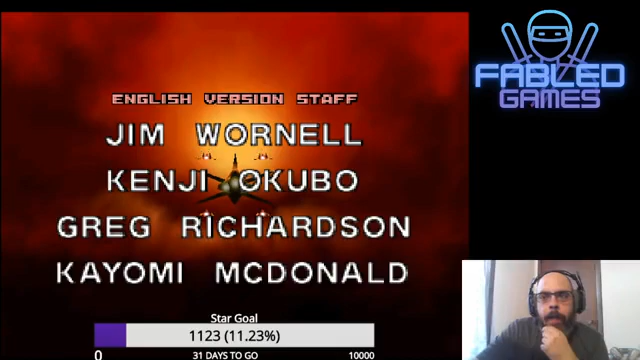 ENGLISH VERSION STAFF
JIM WORNELL
KENJI OKUBO
GREG RICHARDSON
KAYOMI MCDONALD
FABLED
GAMES
Star Goal
1123 (11.23%)
0 31 DAYS TO GO 10000